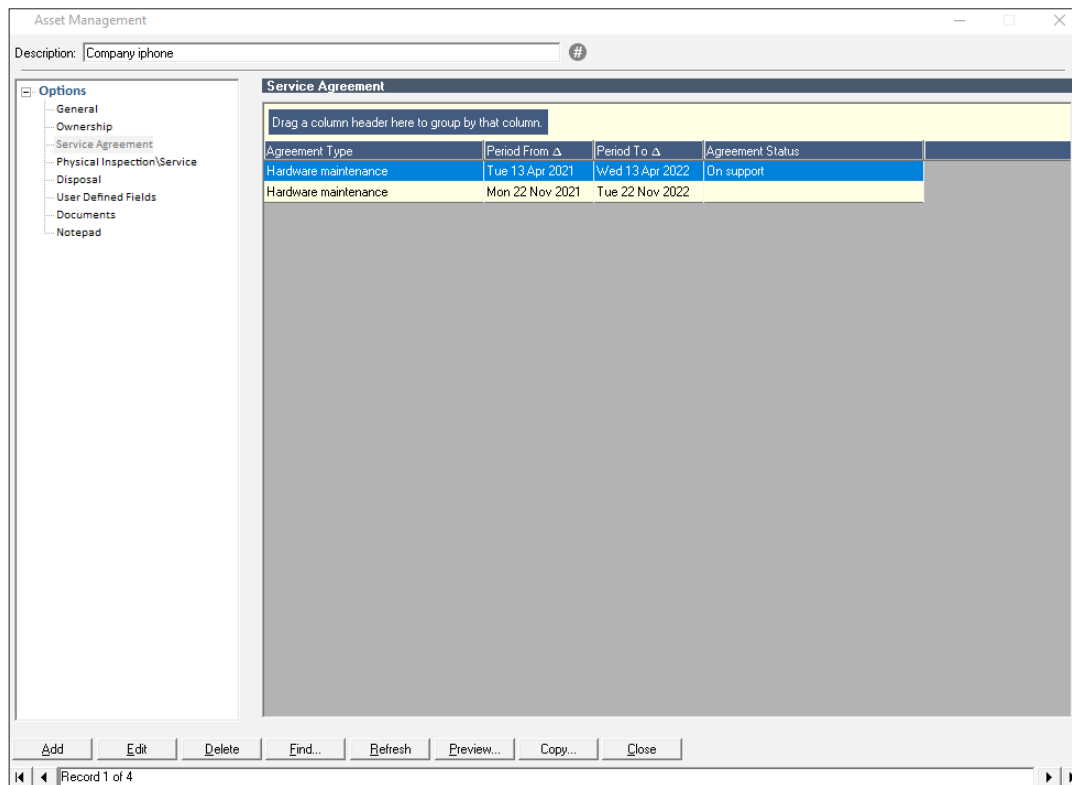 Asset Management
Description: Company iphone #
Options
General
Ownership
Service Agreement
Physical Inspection\Service
Disposal
User Defined Fields
Documents
Notepad
Service Agreement
Drag a column header here to group by that column.
Agreement Type Period From Δ Period To Δ Agreement Status
Hardware maintenance Tue 13 Apr 2021 Wed 13 Apr 2022 On support
Hardware maintenance Mon 22 Nov 2021 Tue 22 Nov 2022
Add Edit Delete Find... Refresh Preview... Copy... Close
Record 1 of 4